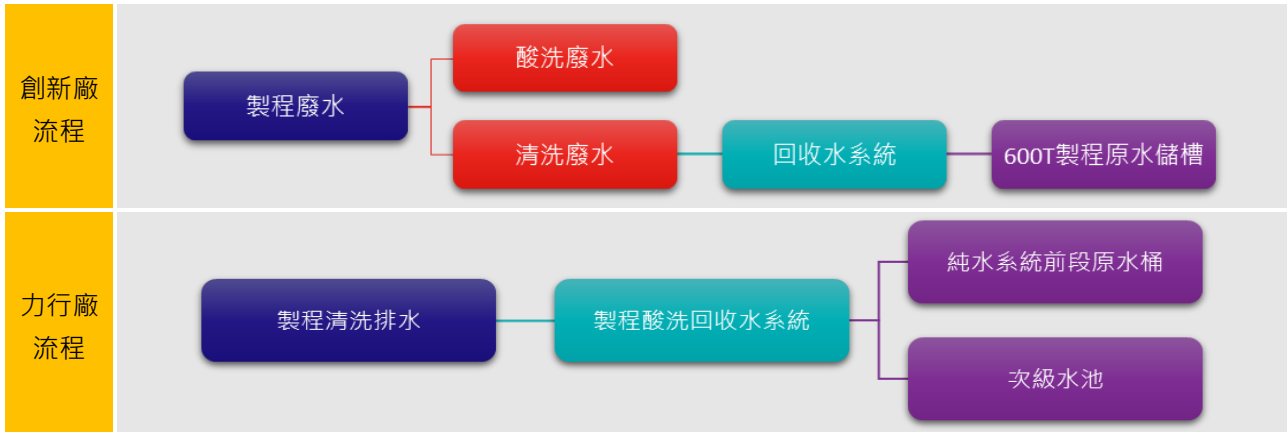 創新廠
流程
製程廢水
酸洗廢水
清洗廢水
回收水系統
600T製程原水儲槽
力行廠
流程
製程清洗排水
製程酸洗回收水系統
純水系統前段原水桶
次級水池